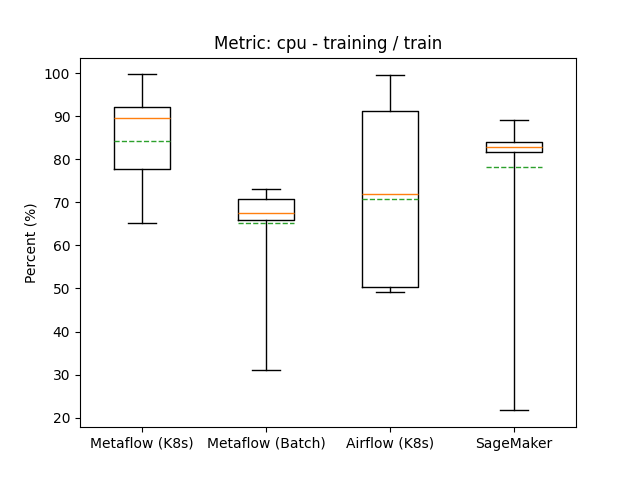 Metric: cpu - training / train
Percent (%)
100
90
80
70
60
50
40
30
20
Metaflow (K8s)
Metaflow (Batch)
Airflow (K8s)
SageMaker